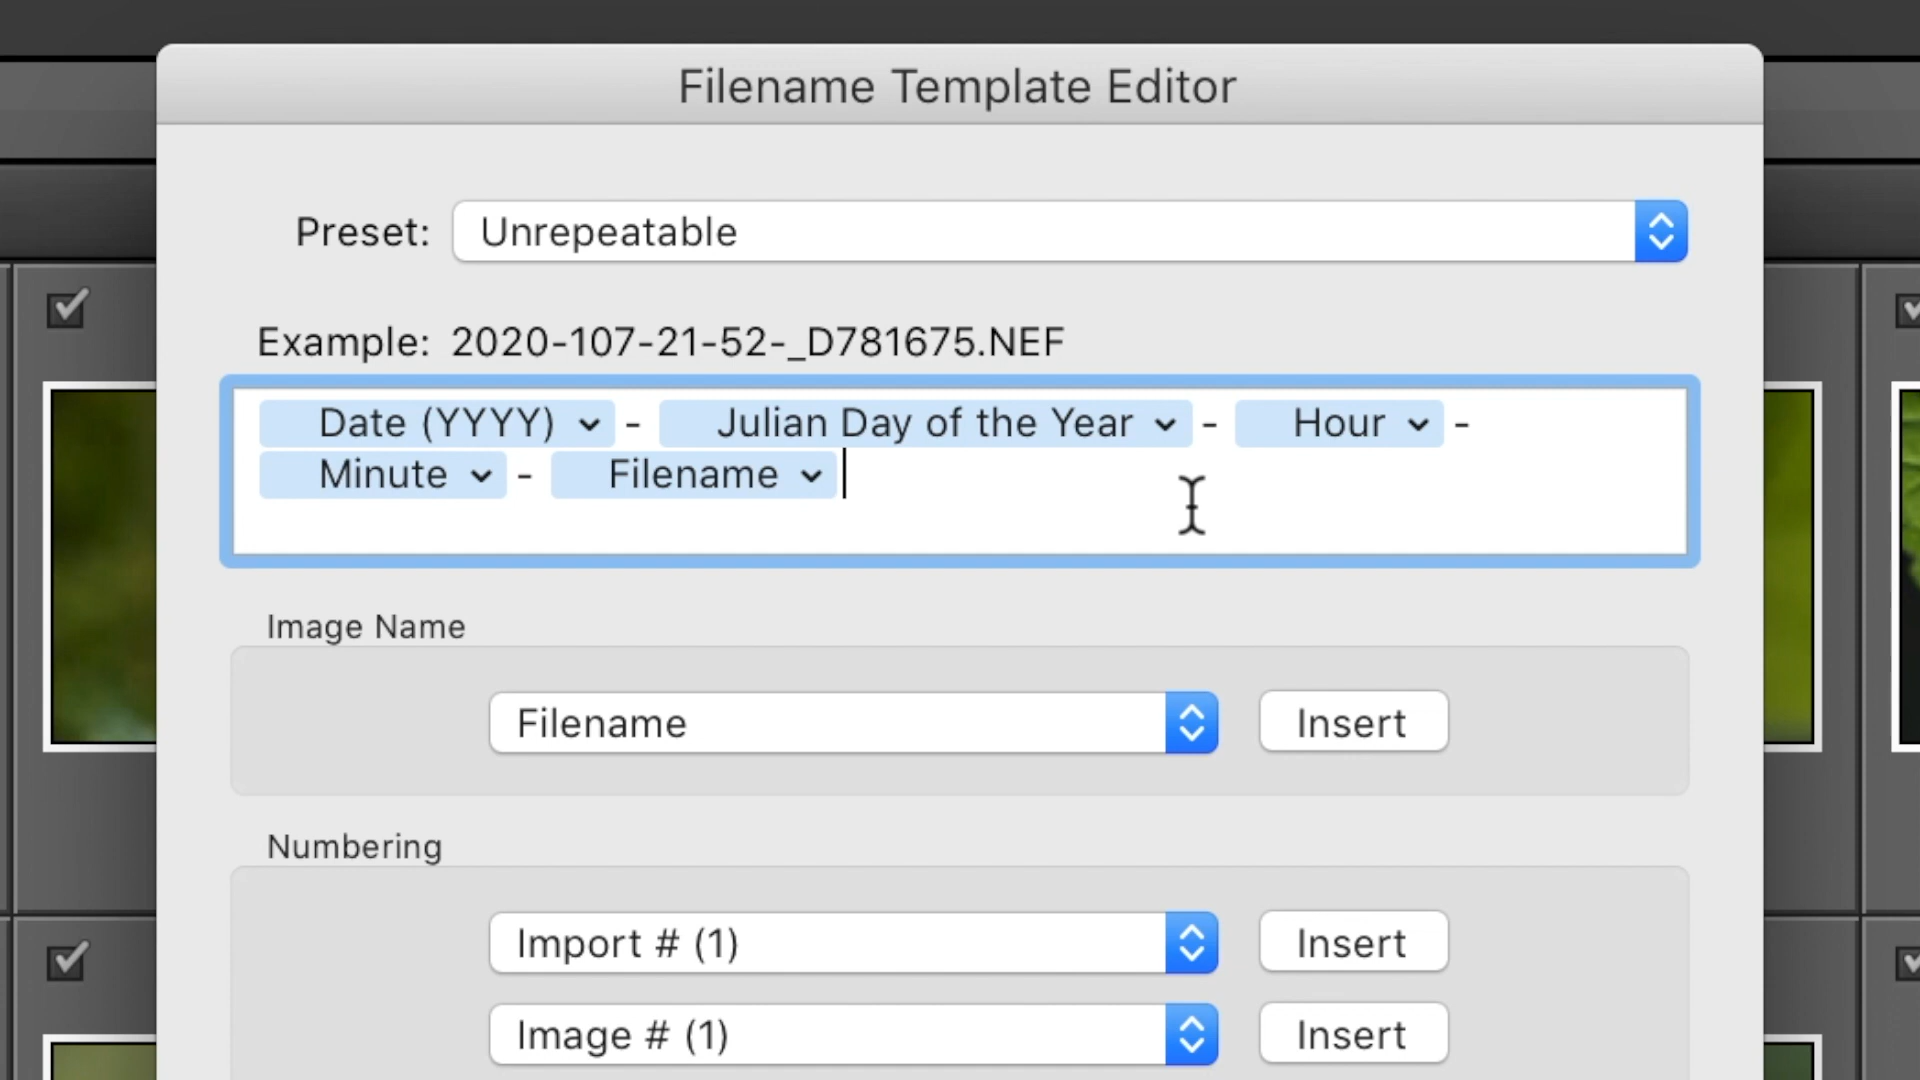 Filename Template Editor
Preset: Unrepeatable
Example: 2020-107-21-52-_D781675.NEF
Date (YYYY) - Julian Day of the Year - Hour -
Minute - Filename
Image Name
Filename Insert
Numbering
Import # (1) Insert
Image # (1) Insert